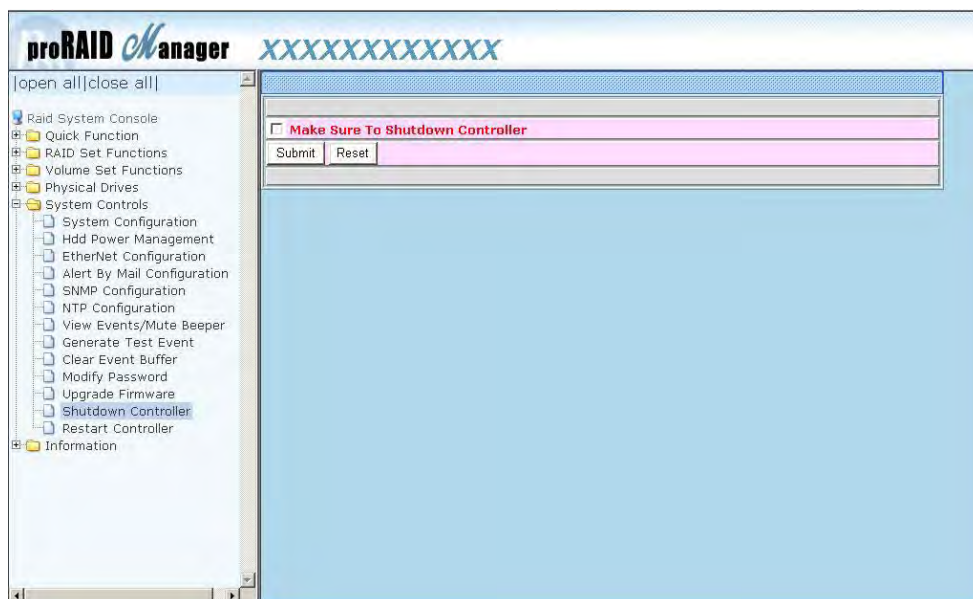 proRAID Manager XXXXXXXXXXXX
|open all|close all|
Raid System Console
Quick Function
RAID Set Functions
Volume Set Functions
Physical Drives
System Controls
System Configuration
Hdd Power Management
EtherNet Configuration
Alert By Mail Configuration
SNMP Configuration
NTP Configuration
View Events/Mute Beeper
Generate Test Event
Clear Event Buffer
Modify Password
Upgrade Firmware
Shutdown Controller
Restart Controller
Information
Make Sure To Shutdown Controller
Submit Reset